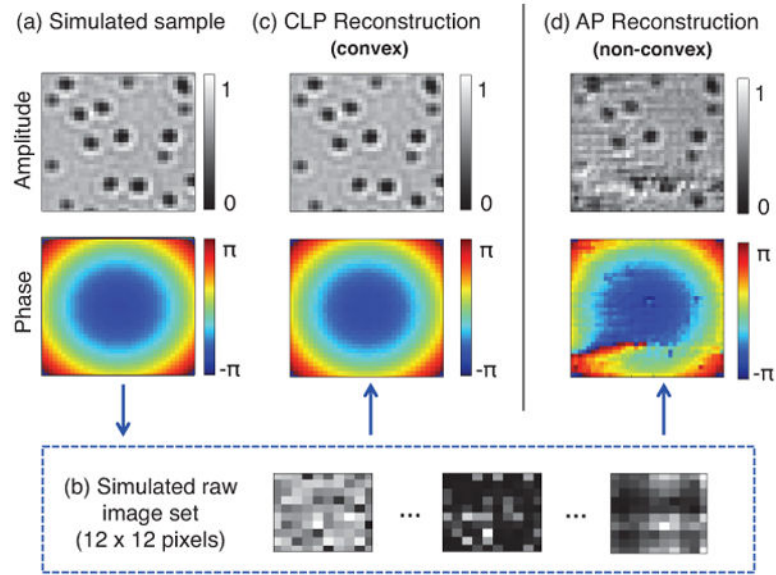 (a) Simulated sample
(c) CLP Reconstruction
(convex)
(d) AP Reconstruction
(non-convex)
Amplitude
1
0
1
0
1
0
Phase
π
-π
π
-π
π
-π
(b) Simulated raw
image set
(12 x 12 pixels)
...
...